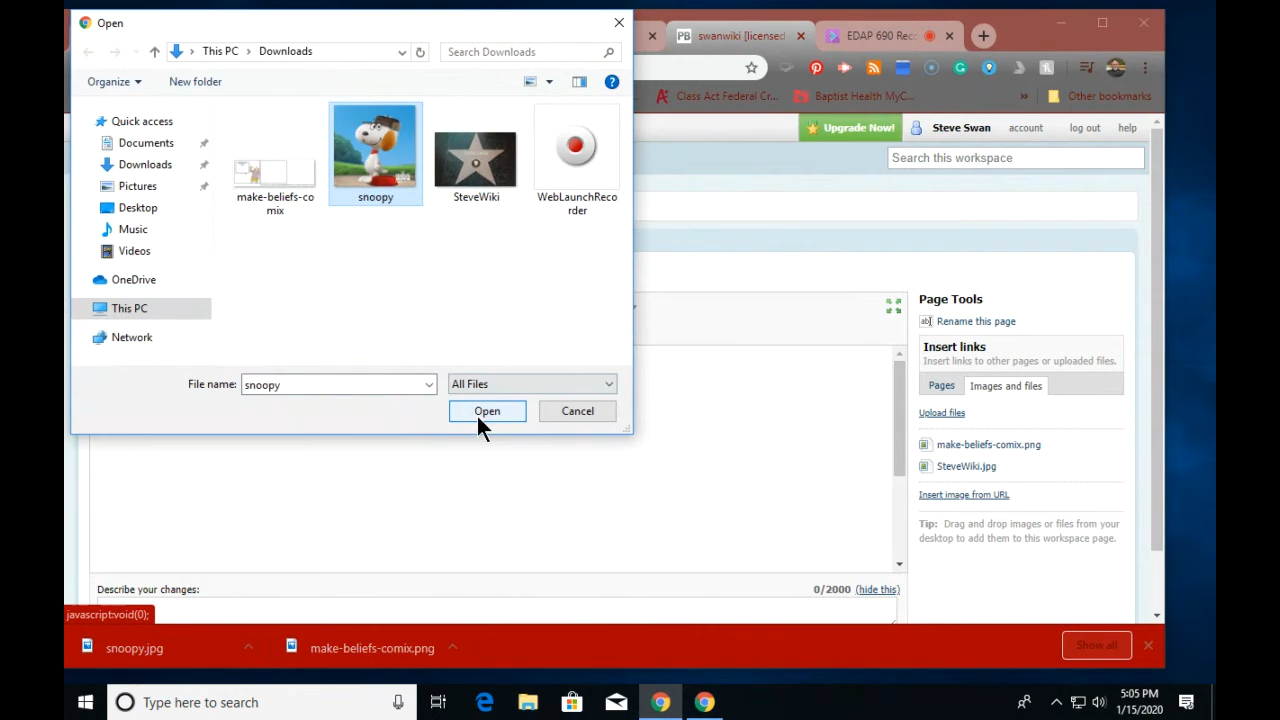 Open
This PC > Downloads
Search Downloads
Organize
New folder
Quick access
Documents
Downloads
Pictures
Desktop
Music
Videos
OneDrive
This PC
Network
make-beliefs-co
mix
snoopy
SteveWiki
WebLaunchReco
rder
File name:
snoopy
All Files
Open
Cancel
PB
swanwiki [licensed
EDAP 690 Reco
Class Act Federal Cr...
Baptist Health MyC...
»
Other bookmarks
Upgrade Now!
Steve Swan
account
log out
help
Search this workspace
Page Tools
Rename this page
Insert links
Insert links to other pages or uploaded files.
Pages
Images and files
Upload files
make-beliefs-comix.png
SteveWiki.jpg
Insert image from URL
Tip: Drag and drop images or files from your
desktop to add them to this workspace page.
Describe your changes:
0/2000 (hide this)
javascript:void(0);
snoopy.jpg
make-beliefs-comix.png
Show all
Type here to search
5:05 PM
1/15/2020